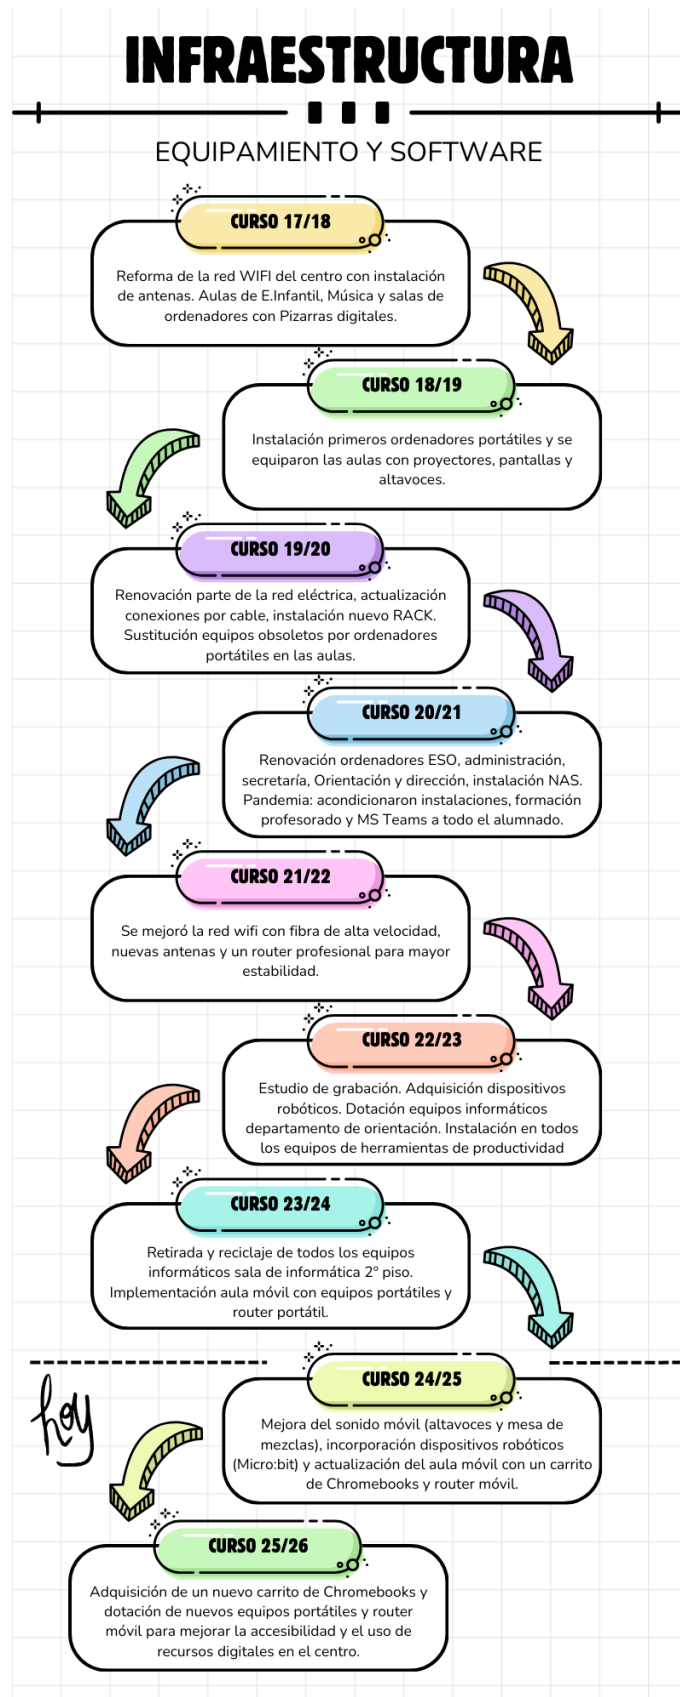 INFRAESTRUCTURA
EQUIPAMIENTO Y SOFTWARE
CURSO 17/18
Reforma de la red WIFI del centro con instalación
de antenas. Aulas de E.Infantil, Música y salas de
ordenadores con Pizarras digitales.
CURSO 18/19
Instalación primeros ordenadores portátiles y se
equiparon las aulas con proyectores, pantallas y
altavoces.
CURSO 19/20
Renovación parte de la red eléctrica, actualización
conexiones por cable, instalación nuevo RACK.
Sustitución equipos obsoletos por ordenadores
portátiles en las aulas.
CURSO 20/21
Renovación ordenadores ESO, administración,
secretaría, Orientación y dirección, instalación NAS.
Pandemia: acondicionaron instalaciones, formación
profesorado y MS Teams a todo el alumnado.
CURSO 21/22
Se mejoró la red wifi con fibra de alta velocidad,
nuevas antenas y un router profesional para mayor
estabilidad.
CURSO 22/23
Estudio de grabación. Adquisición dispositivos
robóticos. Dotación equipos informáticos
departamento de orientación. Instalación en todos
los equipos de herramientas de productividad
CURSO 23/24
Retirada y reciclaje de todos los equipos
informáticos sala de informática 2º piso.
Implementación aula móvil con equipos portátiles y
router portátil.
hoy
CURSO 24/25
Mejora del sonido móvil (altavoces y mesa de
mezclas), incorporación dispositivos robóticos
(Micro:bit) y actualización del aula móvil con un carrito
de Chromebooks y router móvil.
CURSO 25/26
Adquisición de un nuevo carrito de Chromebooks y
dotación de nuevos equipos portátiles y router
móvil para mejorar la accesibilidad y el uso de
recursos digitales en el centro.